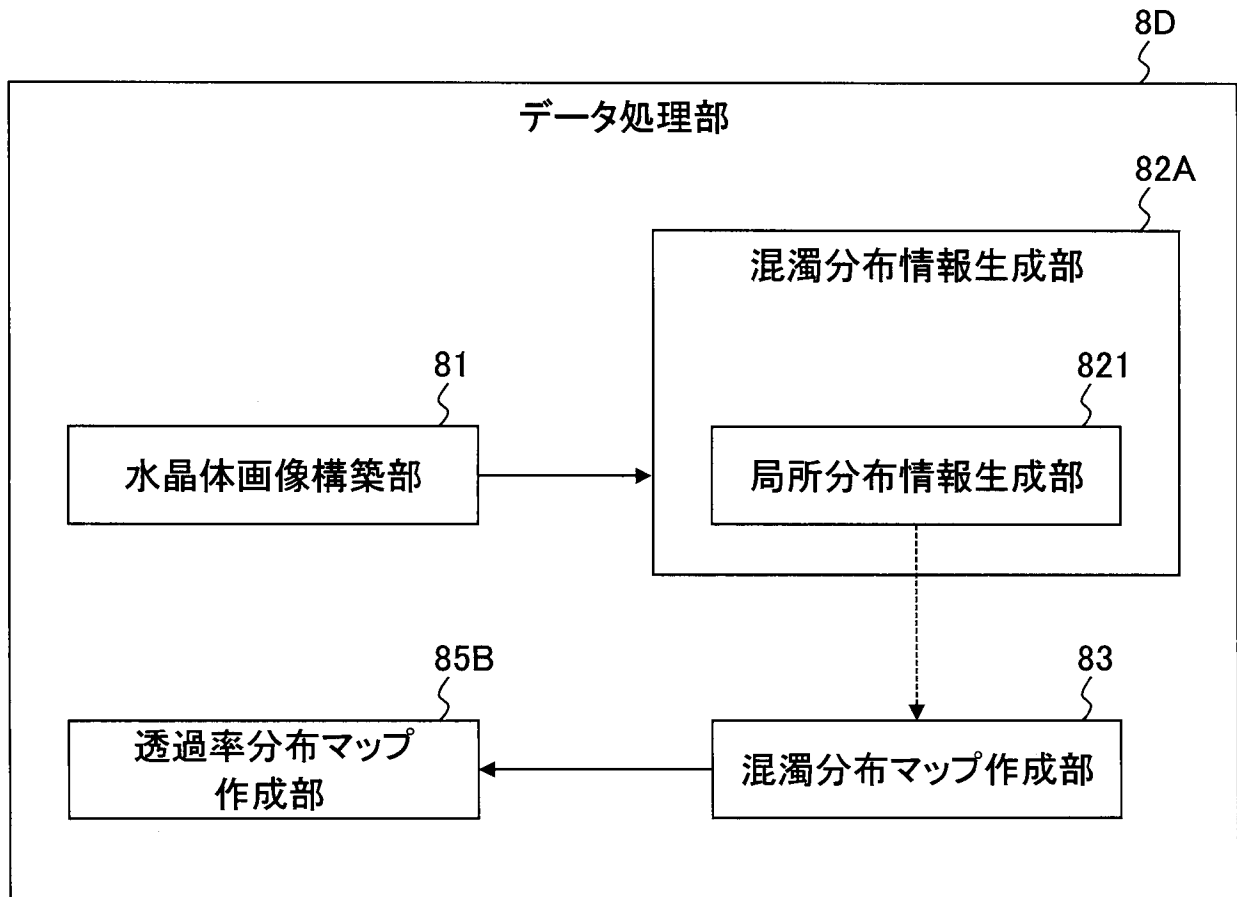 8D
データ処理部
82A
混濁分布情報生成部
81
821
水晶体画像構築部
局所分布情報生成部
85B
83
透過率分布マップ
作成部
混濁分布マップ作成部